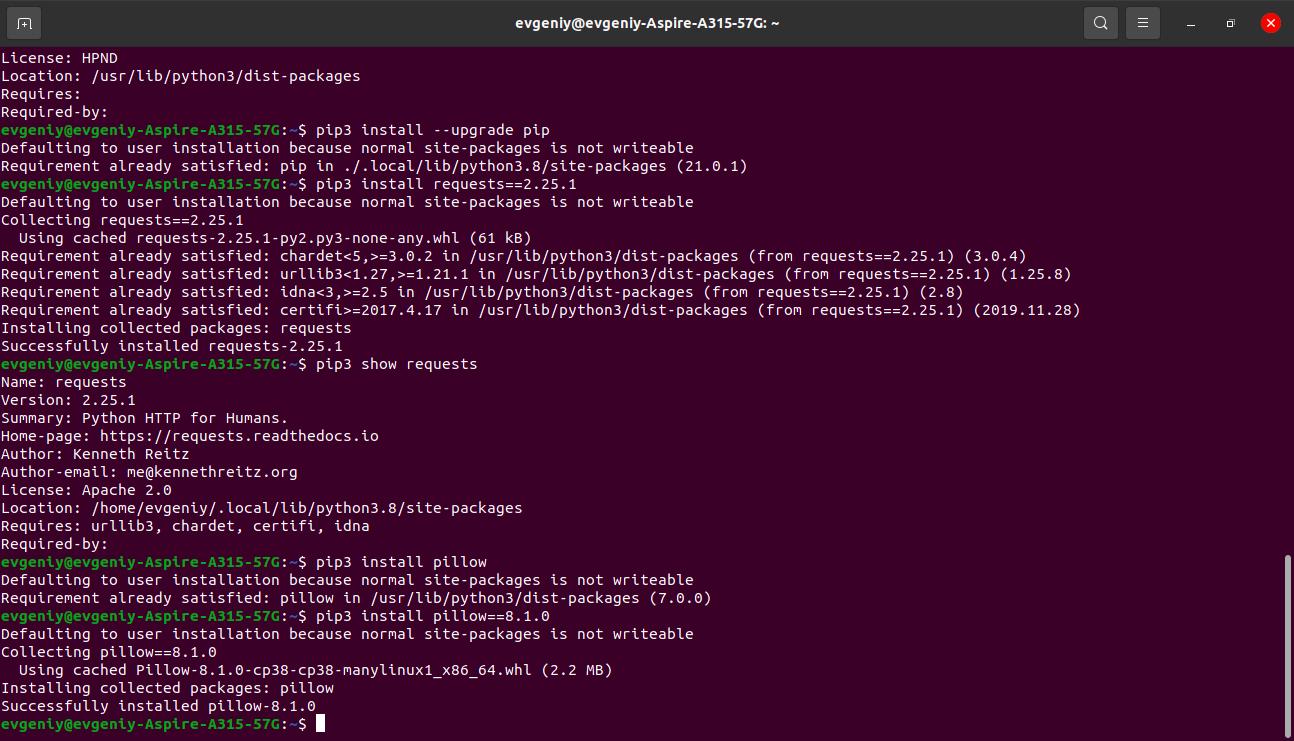 evgeniy@evgeniy-Aspire-A315-57G: ~
License: HPND
Location: /usr/lib/python3/dist-packages
Requires:
Required-by:
evgeniy@evgeniy-Aspire-A315-57G:~$ pip3 install --upgrade pip
Defaulting to user installation because normal site-packages is not writeable
Requirement already satisfied: pip in ./.local/lib/python3.8/site-packages (21.0.1)
evgeniy@evgeniy-Aspire-A315-57G:~$ pip3 install requests==2.25.1
Defaulting to user installation because normal site-packages is not writeable
Collecting requests==2.25.1
  Using cached requests-2.25.1-py2.py3-none-any.whl (61 kB)
Requirement already satisfied: chardet<5,>=3.0.2 in /usr/lib/python3/dist-packages (from requests==2.25.1) (3.0.4)
Requirement already satisfied: urllib3<1.27,>=1.21.1 in /usr/lib/python3/dist-packages (from requests==2.25.1) (1.25.8)
Requirement already satisfied: idna<3,>=2.5 in /usr/lib/python3/dist-packages (from requests==2.25.1) (2.8)
Requirement already satisfied: certifi>=2017.4.17 in /usr/lib/python3/dist-packages (from requests==2.25.1) (2019.11.28)
Installing collected packages: requests
Successfully installed requests-2.25.1
evgeniy@evgeniy-Aspire-A315-57G:~$ pip3 show requests
Name: requests
Version: 2.25.1
Summary: Python HTTP for Humans.
Home-page: https://requests.readthedocs.io
Author: Kenneth Reitz
Author-email: me@kennethreitz.org
License: Apache 2.0
Location: /home/evgeniy/.local/lib/python3.8/site-packages
Requires: urllib3, chardet, certifi, idna
Required-by:
evgeniy@evgeniy-Aspire-A315-57G:~$ pip3 install pillow
Defaulting to user installation because normal site-packages is not writeable
Requirement already satisfied: pillow in /usr/lib/python3/dist-packages (7.0.0)
evgeniy@evgeniy-Aspire-A315-57G:~$ pip3 install pillow==8.1.0
Defaulting to user installation because normal site-packages is not writeable
Collecting pillow==8.1.0
  Using cached Pillow-8.1.0-cp38-cp38-manylinux1_x86_64.whl (2.2 MB)
Installing collected packages: pillow
Successfully installed pillow-8.1.0
evgeniy@evgeniy-Aspire-A315-57G:~$